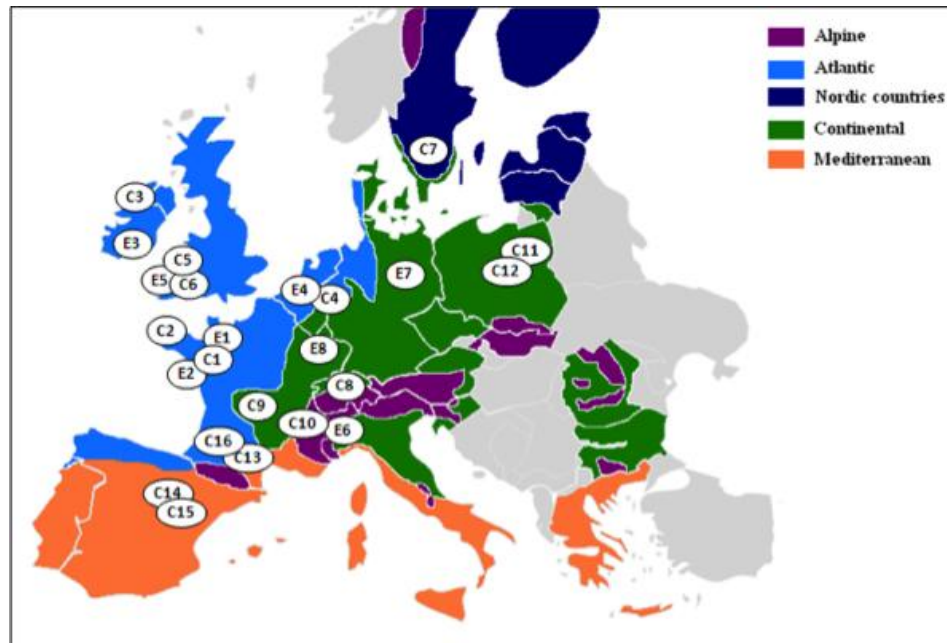 Alpine
Atlantic
Nordic countries
Continental
Mediterranean
C7
C3
E3
C5
E5
C6
C11
C12
E7
E4
C4
C2
E1
C1
E2
E8
C8
C9
C10
E6
C16
C13
C14
C15